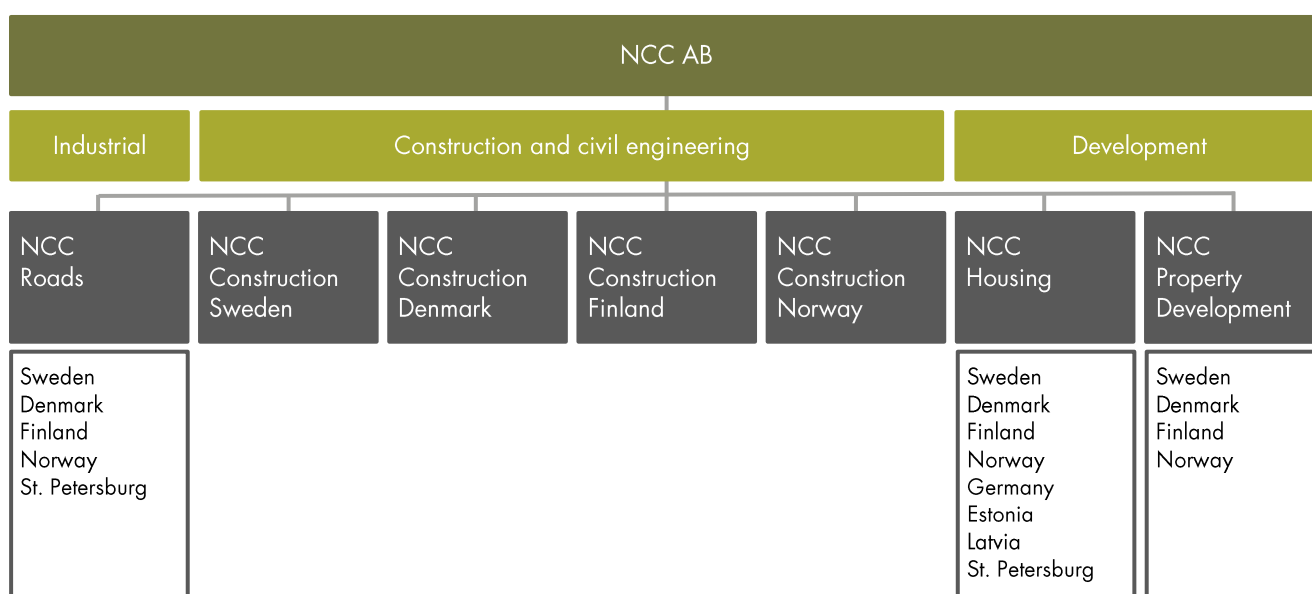 NCC AB
Industrial
Construction and civil engineering
Development
NCC
Roads
NCC
Construction
Sweden
NCC
Construction
Denmark
NCC
Construction
Finland
NCC
Construction
Norway
NCC
Housing
NCC
Property
Development
Sweden
Denmark
Finland
Norway
St. Petersburg
Sweden
Denmark
Finland
Norway
Germany
Estonia
Latvia
St. Petersburg
Sweden
Denmark
Finland
Norway